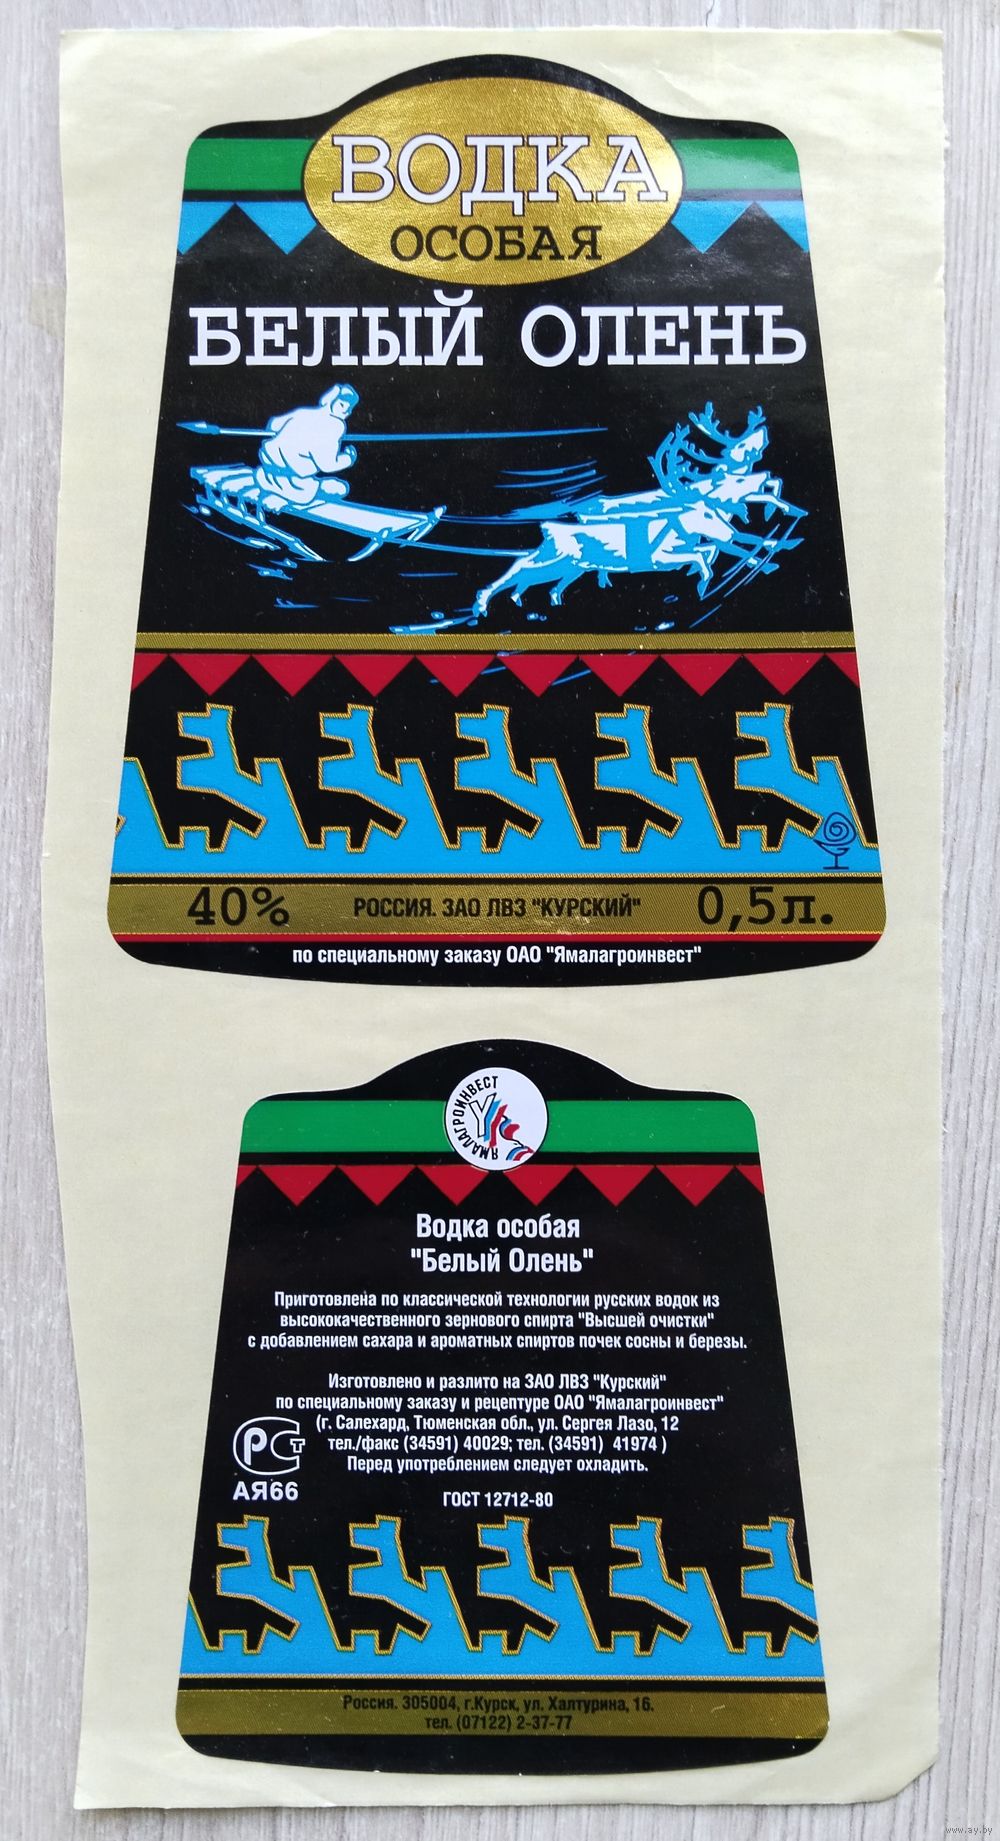 ВОДКА
ОСОБАЯ
БЕЛЫЙ ОЛЕНЬ
40% РОССИЯ. ЗАО ЛВЗ "КУРСКИЙ" 0,5л.
по специальному заказу ОАО "Ямалагроинвест"
ЯМАЛАГРОИНВЕСТ
Водка особая
"Белый Олень"
Приготовлена по классической технологии русских водок из
высококачественного зернового спирта "Высшей очистки"
с добавлением сахара и ароматных спиртов почек сосны и березы.
Изготовлено и разлито на ЗАО ЛВЗ "Курский"
по специальному заказу и рецептуре ОАО "Ямалагроинвест"
(г. Салехард, Тюменская обл., ул. Сергея Лазо, 12
тел./факс (34591) 40029; тел. (34591) 41974 )
Перед употреблением следует охладить.
РСТ
АЯ66
ГОСТ 12712-80
Россия. 305004, г.Курск, ул. Халтурина, 16.
тел. (07122) 2-37-77
www.ay.by